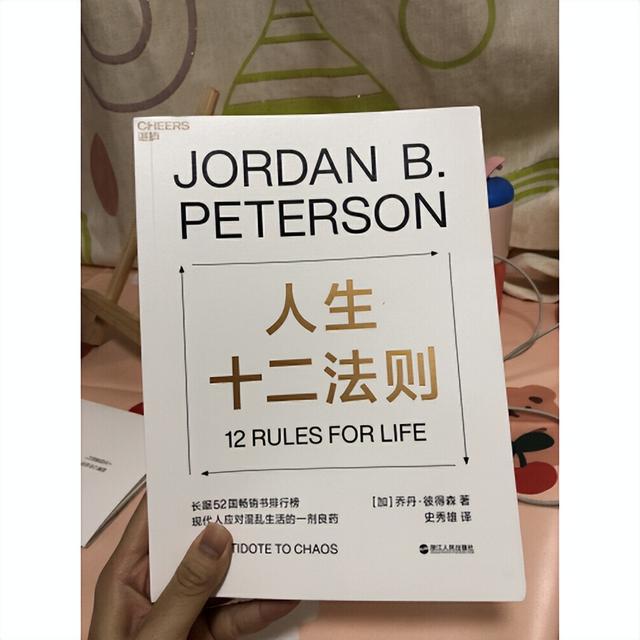 CHEERS
湛庐
JORDAN B.
PETERSON
人生
十二法则
12 RULES FOR LIFE
长踞52国畅销书排行榜
现代人应对混乱生活的一剂良药
TIDOTE TO CHAOS
[加] 乔丹·彼得森 著
史秀雄 译
浙江人民出版社